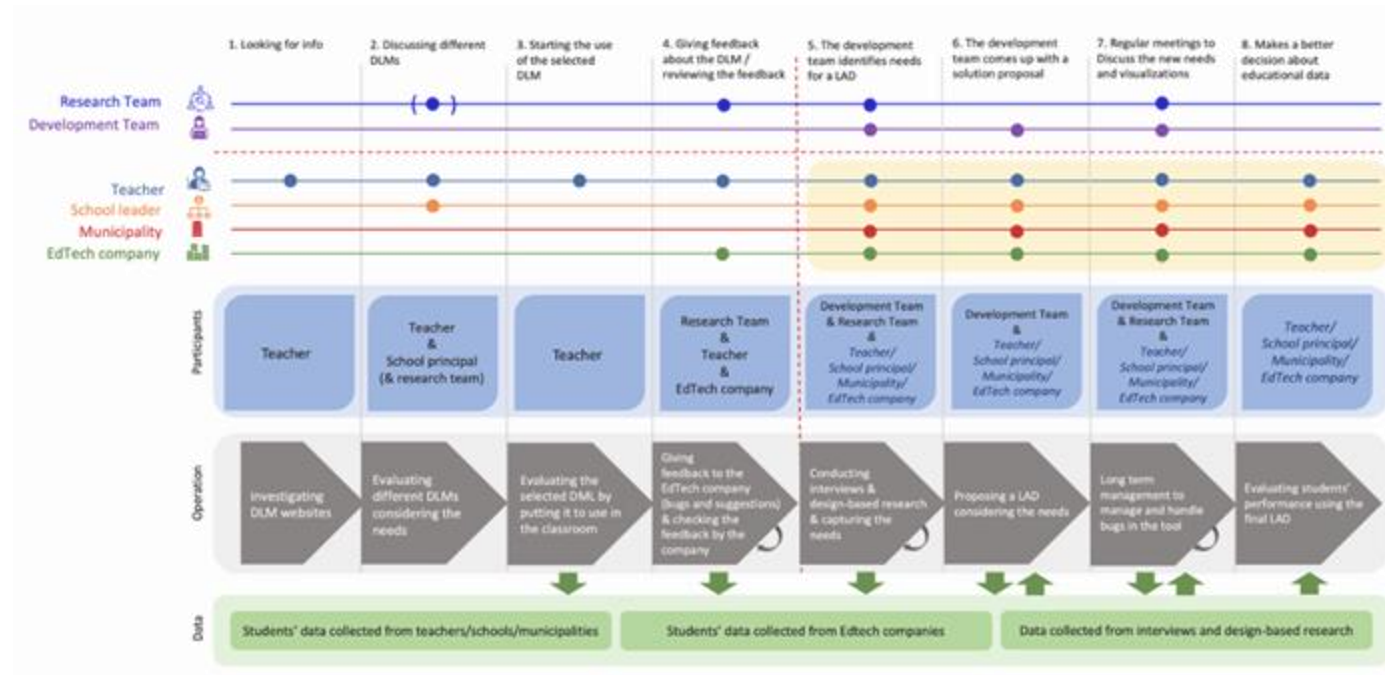 1. Looking for info
2. Discussing different
DLMs
3. Starting the use
of the selected
DLM
4. Giving feedback
about the DLM /
reviewing the feedback
5. The development
team identifies needs
for a LAD
6. The development
team comes up with a
solution proposal
7. Regular meetings to
Discuss the new needs
and visualizations
8. Makes a better
decision about
educational data
Research Team
( )
Development Team
Teacher
School leader
Municipality
EdTech company
Participants
Teacher
Teacher
&
School principal
(& research team)
Teacher
Research Team
&
Teacher
&
EdTech company
Development Team
& Research Team
&
Teacher/
School principal/
Municipality/
EdTech company
Development Team
&
Teacher/
School principal/
Municipality/
EdTech company
Development Team
& Research Team
&
Teacher/
School principal/
Municipality/
EdTech company
Teacher/
School principal/
Municipality/
EdTech company
Operation
Investigating
DLM websites
Evaluating
different DLMs
considering the
needs
Evaluating the
selected DML by
putting it to use in
the classroom
Giving
feedback to the
EdTech company
(bugs and suggestions)
& checking the
feedback by the
company
Conducting
interviews &
design-based research
& capturing the
needs
Proposing a LAD
considering the needs
Long term
management to
manage and handle
bugs in the tool
Evaluating students'
performance using the
final LAD
Data
Students' data collected from teachers/schools/municipalities
Students' data collected from Edtech companies
Data collected from interviews and design-based research